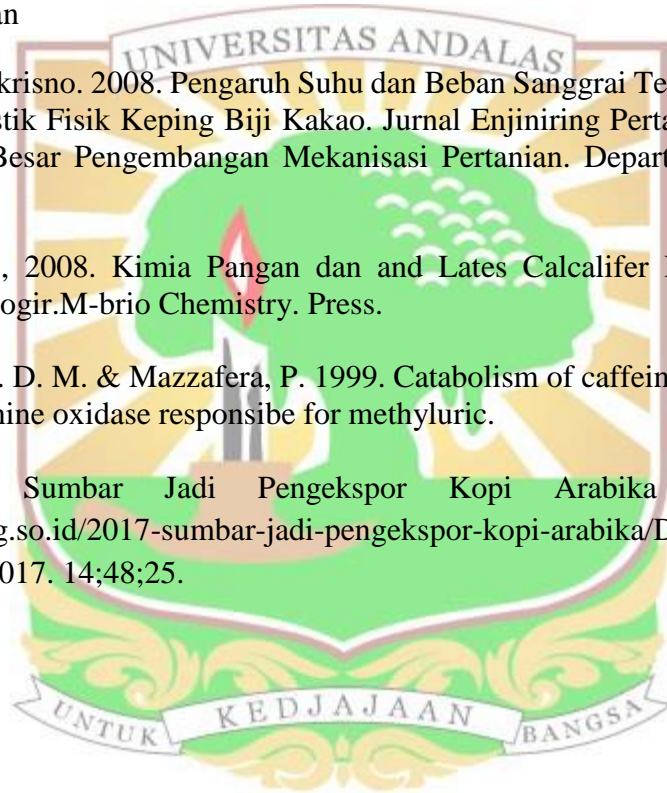 an
UNIVERSITAS ANDALAS
krisno. 2008. Pengaruh Suhu dan Beban Sanggrai Te
stik Fisik Keping Biji Kakao. Jurnal Enjiniring Perta
Besar Pengembangan Mekanisasi Pertanian. Depart
, 2008. Kimia Pangan dan and Lates Calcalifer
ogir.M-brio Chemistry. Press.
. D. M. & Mazzafera, P. 1999. Catabolism of caffein
nine oxidase responsibe for methyluric.
Sumbar Jadi Pengekspor Kopi Arabika
g.so.id/2017-sumbar-jadi-pengekspor-kopi-arabika/D
017. 14;48;25.
UNTUK KEDJAJAAN BANGSA